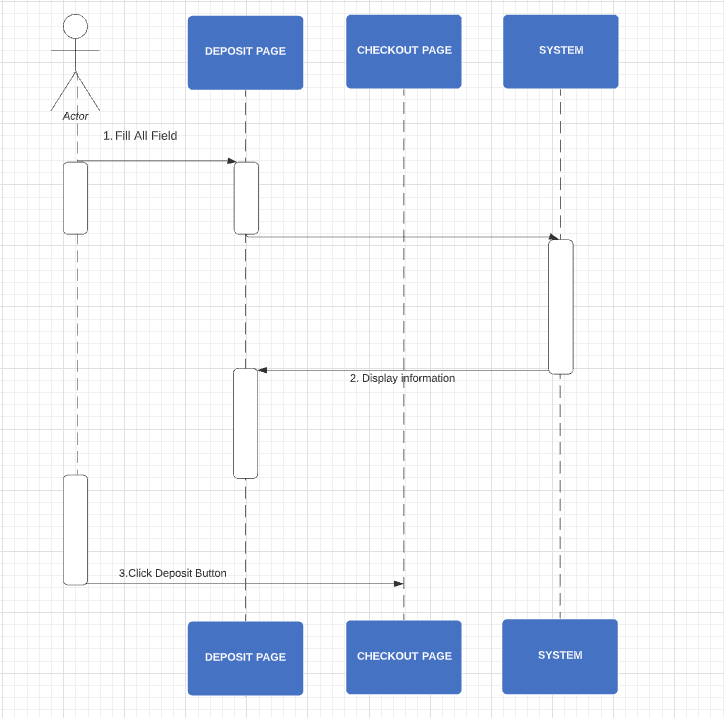 DEPOSIT PAGE
CHECKOUT PAGE
SYSTEM
Actor
1. Fill All Field
2. Display information
3.Click Deposit Button
DEPOSIT PAGE
CHECKOUT PAGE
SYSTEM